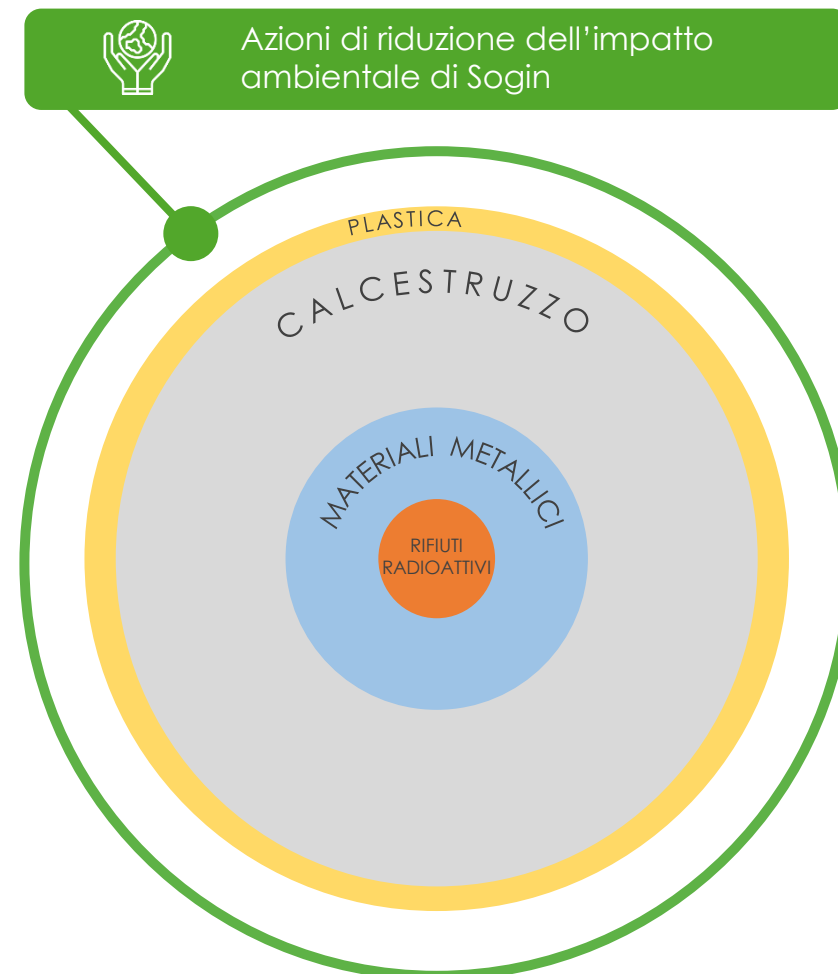 Azioni di riduzione dell’impatto
ambientale di Sogin
PLASTICA
CALCESTRUZZO
MATERIALI METALLICI
RIFIUTI
RADIOATTIVI